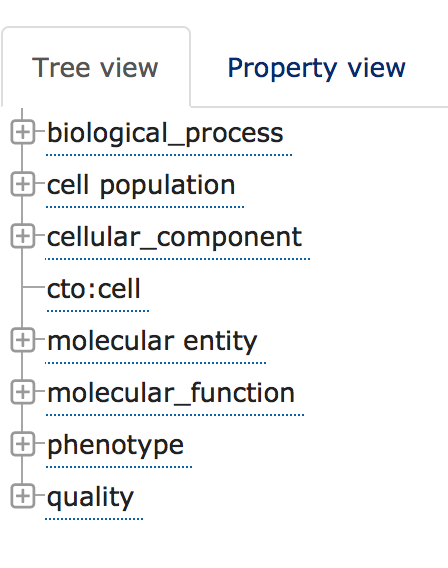 Tree view Property view
biological_process
cell population
cellular_component
cto:cell
molecular entity
molecular_function
phenotype
quality